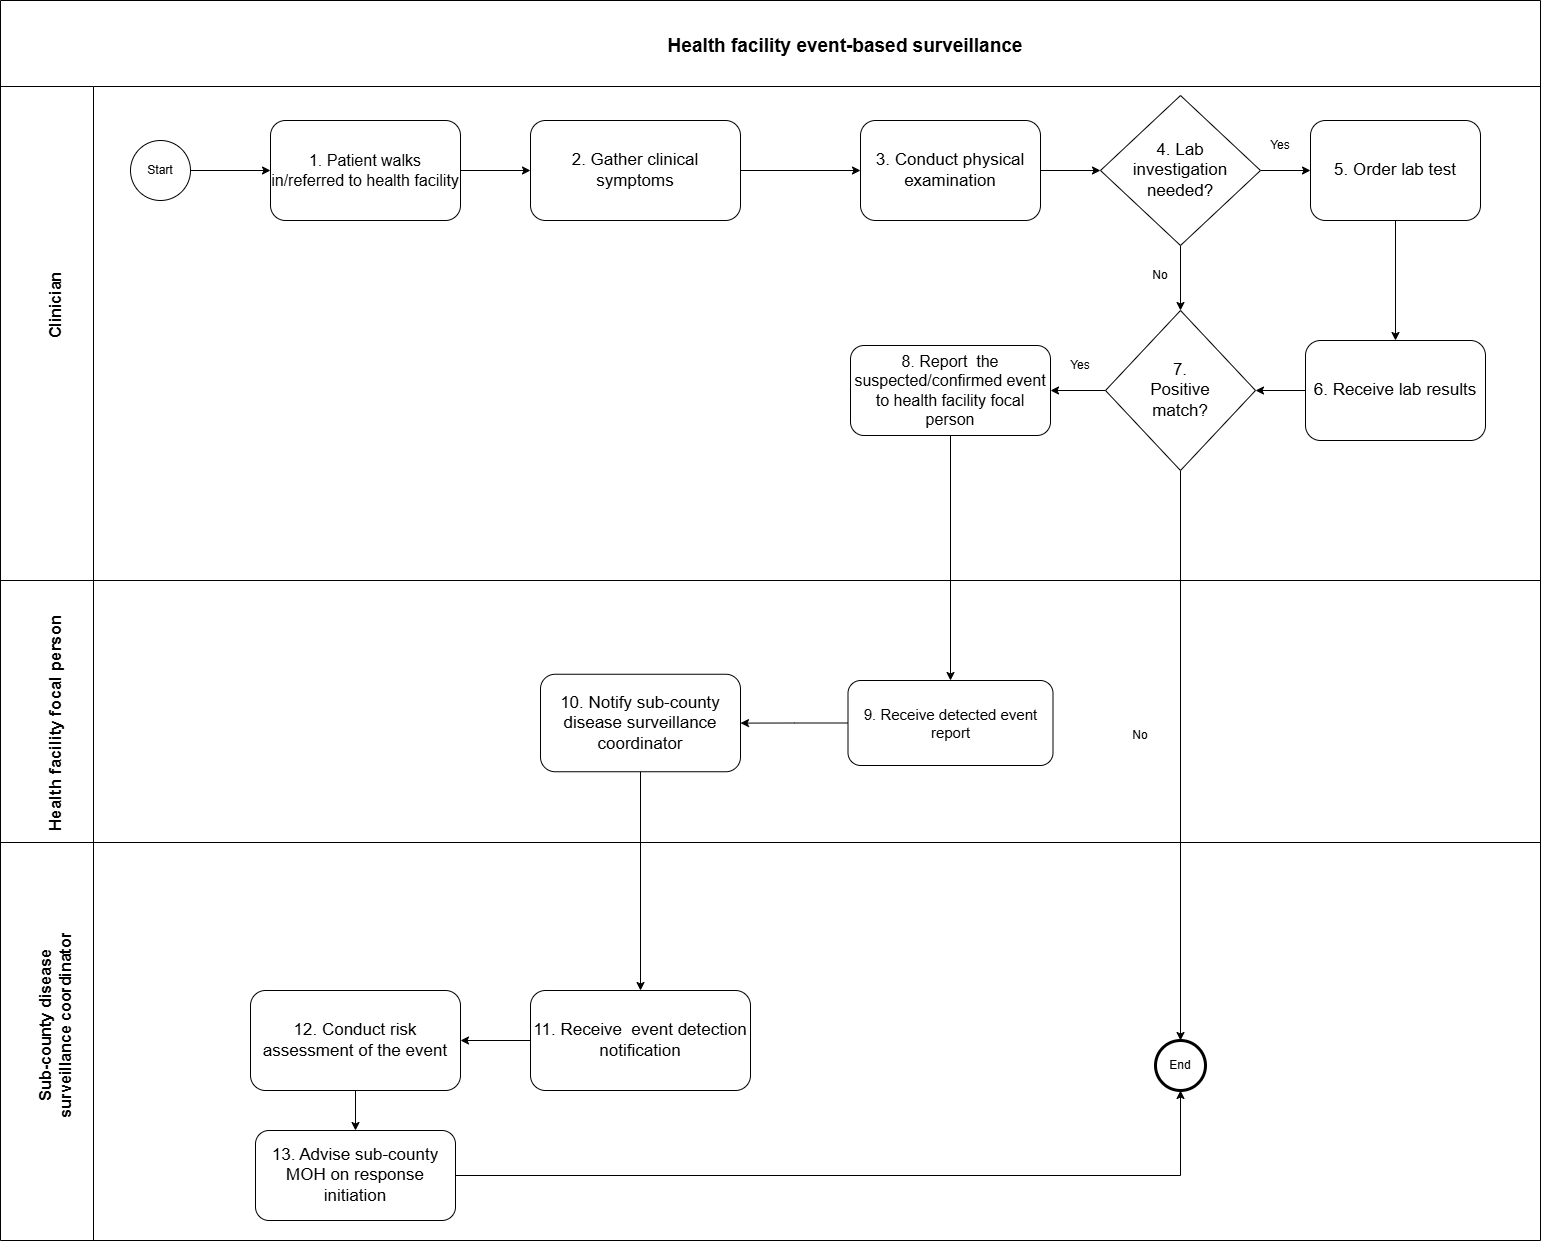 Health facility event-based surveillance
Clinician
Start
1. Patient walks
in/referred to health facility
2. Gather clinical
symptoms
3. Conduct physical
examination
4. Lab
investigation
needed?
Yes
5. Order lab test
No
8. Report the
suspected/confirmed event
to health facility focal
person
Yes
7.
Positive
match?
6. Receive lab results
Health facility focal person
10. Notify sub-county
disease surveillance
coordinator
9. Receive detected event
report
No
Sub-county disease
surveillance coordinator
12. Conduct risk
assessment of the event
11. Receive event detection
notification
End
13. Advise sub-county
MOH on response
initiation